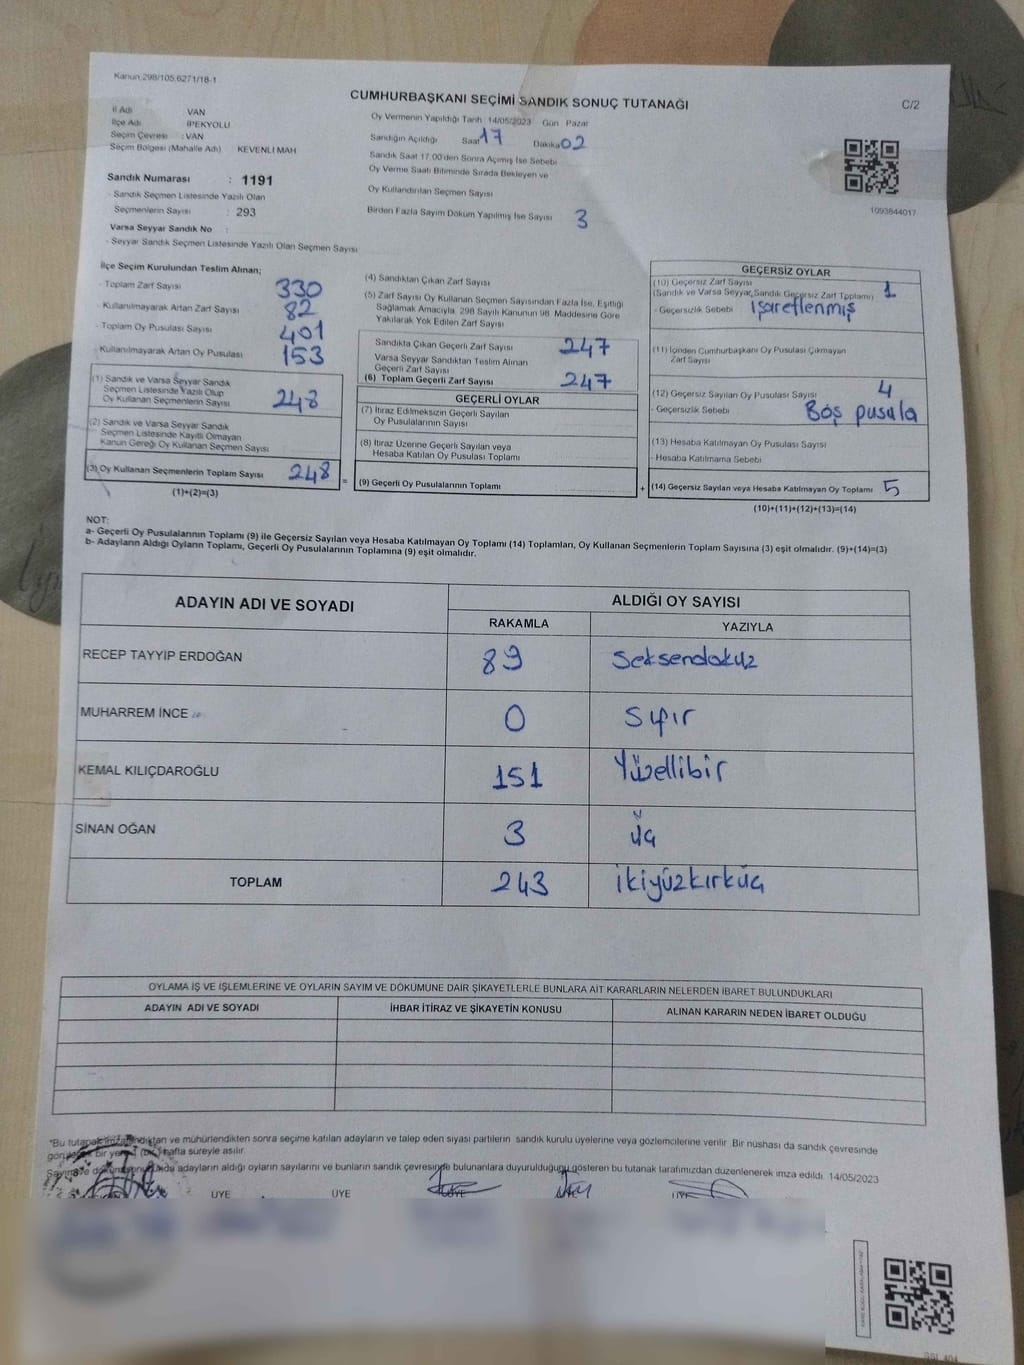 Kanun 298/105,6271/18-1
CUMHURBAŞKANI SEÇİMİ SANDIK SONUÇ TUTANAĞI
C/2
İl Adı VAN
İlçe Adı İPEKYOLU
Seçim Çevresi : VAN
Seçim Bölgesi (Mahalle Adı) KEVENLİ MAH
Oy Vermenin Yapıldığı Tarih 14/05/2023 Gün Pazar
Sandığın Açıldığı Saat 17 Dakika 02
Sandık Saat 17.00'den Sonra Açılmış İse Sebebi
Oy Verme Saati Bitiminde Sırada Bekleyen ve
Oy Kullandırılan Seçmen Sayısı
Birden Fazla Sayım Döküm Yapılmış İse Sayısı 3
1093844017
Sandık Numarası : 1191
- Sandık Seçmen Listesinde Yazılı Olan
Seçmenlerin Sayısı : 293
Varsa Seyyar Sandık No :
- Seyyar Sandık Seçmen Listesinde Yazılı Olan Seçmen Sayısı
İlçe Seçim Kurulundan Teslim Alınan;
- Toplam Zarf Sayısı 330
- Kullanılmayarak Artan Zarf Sayısı 82
- Toplam Oy Pusulası Sayısı 401
- Kullanılmayarak Artan Oy Pusulası 153
(1) Sandık ve Varsa Seyyar Sandık
Seçmen Listesinde Yazılı Olup
Oy Kullanan Seçmenlerin Sayısı 248
(2) Sandık ve Varsa Seyyar Sandık
Seçmen Listesinde Kayıtlı Olmayan
Kanun Gereği Oy Kullanan Seçmen Sayısı
(3) Oy Kullanan Seçmenlerin Toplam Sayısı 248
(1)+(2)=(3)
(4) Sandıktan Çıkan Zarf Sayısı
(5) Zarf Sayısı Oy Kullanan Seçmen Sayısından Fazla İse, Eşitliği
Sağlamak Amacıyla, 298 Sayılı Kanunun 98. Maddesine Göre
Yakılarak Yok Edilen Zarf Sayısı
Sandıkta Çıkan Geçerli Zarf Sayısı 247
Varsa Seyyar Sandıktan Teslim Alınan
Geçerli Zarf Sayısı
(6) Toplam Geçerli Zarf Sayısı 247
GEÇERLİ OYLAR
(7) İtiraz Edilmeksizin Geçerli Sayılan
Oy Pusulalarının Sayısı
(8) İtiraz Üzerine Geçerli Sayılan veya
Hesaba Katılan Oy Pusulası Toplamı
= (9) Geçerli Oy Pusulalarının Toplamı
GEÇERSİZ OYLAR
(10) Geçersiz Zarf Sayısı
(Sandık ve Varsa Seyyar Sandık Geçersiz Zarf Toplamı) 1
- Geçersizlik Sebebi işaretlenmiş
(11) İçinden Cumhurbaşkanı Oy Pusulası Çıkmayan
Zarf Sayısı
(12) Geçersiz Sayılan Oy Pusulası Sayısı 4
- Geçersizlik Sebebi Boş pusula
(13) Hesaba Katılmayan Oy Pusulası Sayısı
- Hesaba Katılmama Sebebi
+ (14) Geçersiz Sayılan veya Hesaba Katılmayan Oy Toplamı 5
(10)+(11)+(12)+(13)=(14)
NOT:
a- Geçerli Oy Pusulalarının Toplamı (9) ile Geçersiz Sayılan veya Hesaba Katılmayan Oy Toplamı (14) Toplamları, Oy Kullanan Seçmenlerin Toplam Sayısına (3) eşit olmalıdır. (9)+(14)=(3)
b- Adayların Aldığı Oyların Toplamı, Geçerli Oy Pusulalarının Toplamına (9) eşit olmalıdır.
ADAYIN ADI VE SOYADI
ALDIĞI OY SAYISI
RAKAMLA YAZIYLA
RECEP TAYYİP ERDOĞAN 89 Seksendokuz
MUHARREM İNCE 0 Sıfır
KEMAL KILIÇDAROĞLU 151 Yüzellibir
SİNAN OĞAN 3 üç
TOPLAM 243 ikiyüzkırküç
OYLAMA İŞ VE İŞLEMLERİNE VE OYLARIN SAYIM VE DÖKÜMÜNE DAİR ŞİKAYETLERLE BUNLARA AİT KARARLARIN NELERDEN İBARET BULUNDUKLARI
ADAYIN ADI VE SOYADI İHBAR İTİRAZ VE ŞİKAYETİN KONUSU ALINAN KARARIN NEDEN İBARET OLDUĞU
"Bu tutanak imzalandıktan ve mühürlendikten sonra seçime katılan adayların ve talep eden siyasi partilerin sandık kurulu üyelerine veya gözlemcilerine verilir. Bir nüshası da sandık çevresinde
bir yere (bir) hafta süreyle asılır.
adayların aldığı oyların sayılarını ve bunların sandık çevresinde bulunanlara duyurulduğunu gösteren bu tutanak tarafımızdan düzenlenerek imza edildi. 14/05/2023
ÜYE ÜYE ÜYE